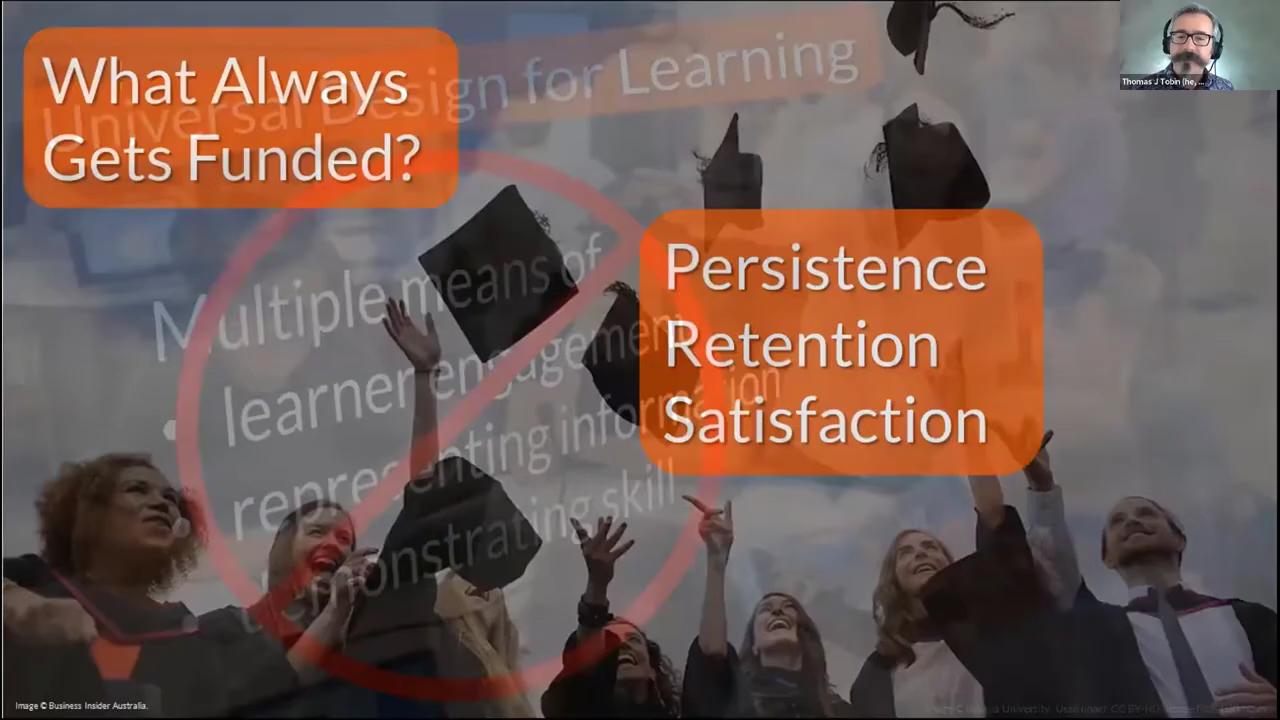 What Always
Gets Funded?
Universal Design for Learning
Multiple means of
learner engagement
representing information
demonstrating skill
Persistence
Retention
Satisfaction
Thomas J Tobin (he, ...
Image © Business Insider Australia.